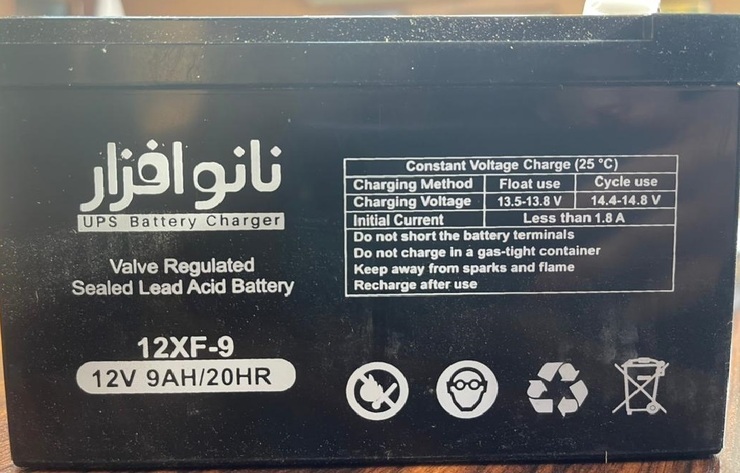 نانو افزار
UPS Battery Charger
Valve Regulated
Sealed Lead Acid Battery
12XF-9
12V 9AH/20HR
Constant Voltage Charge (25 °C)
Charging Method Float use Cycle use
Charging Voltage 13.5-13.8 V 14.4-14.8 V
Initial Current Less than 1.8 A
Do not short the battery terminals
Do not charge in a gas-tight container
Keep away from sparks and flame
Recharge after use